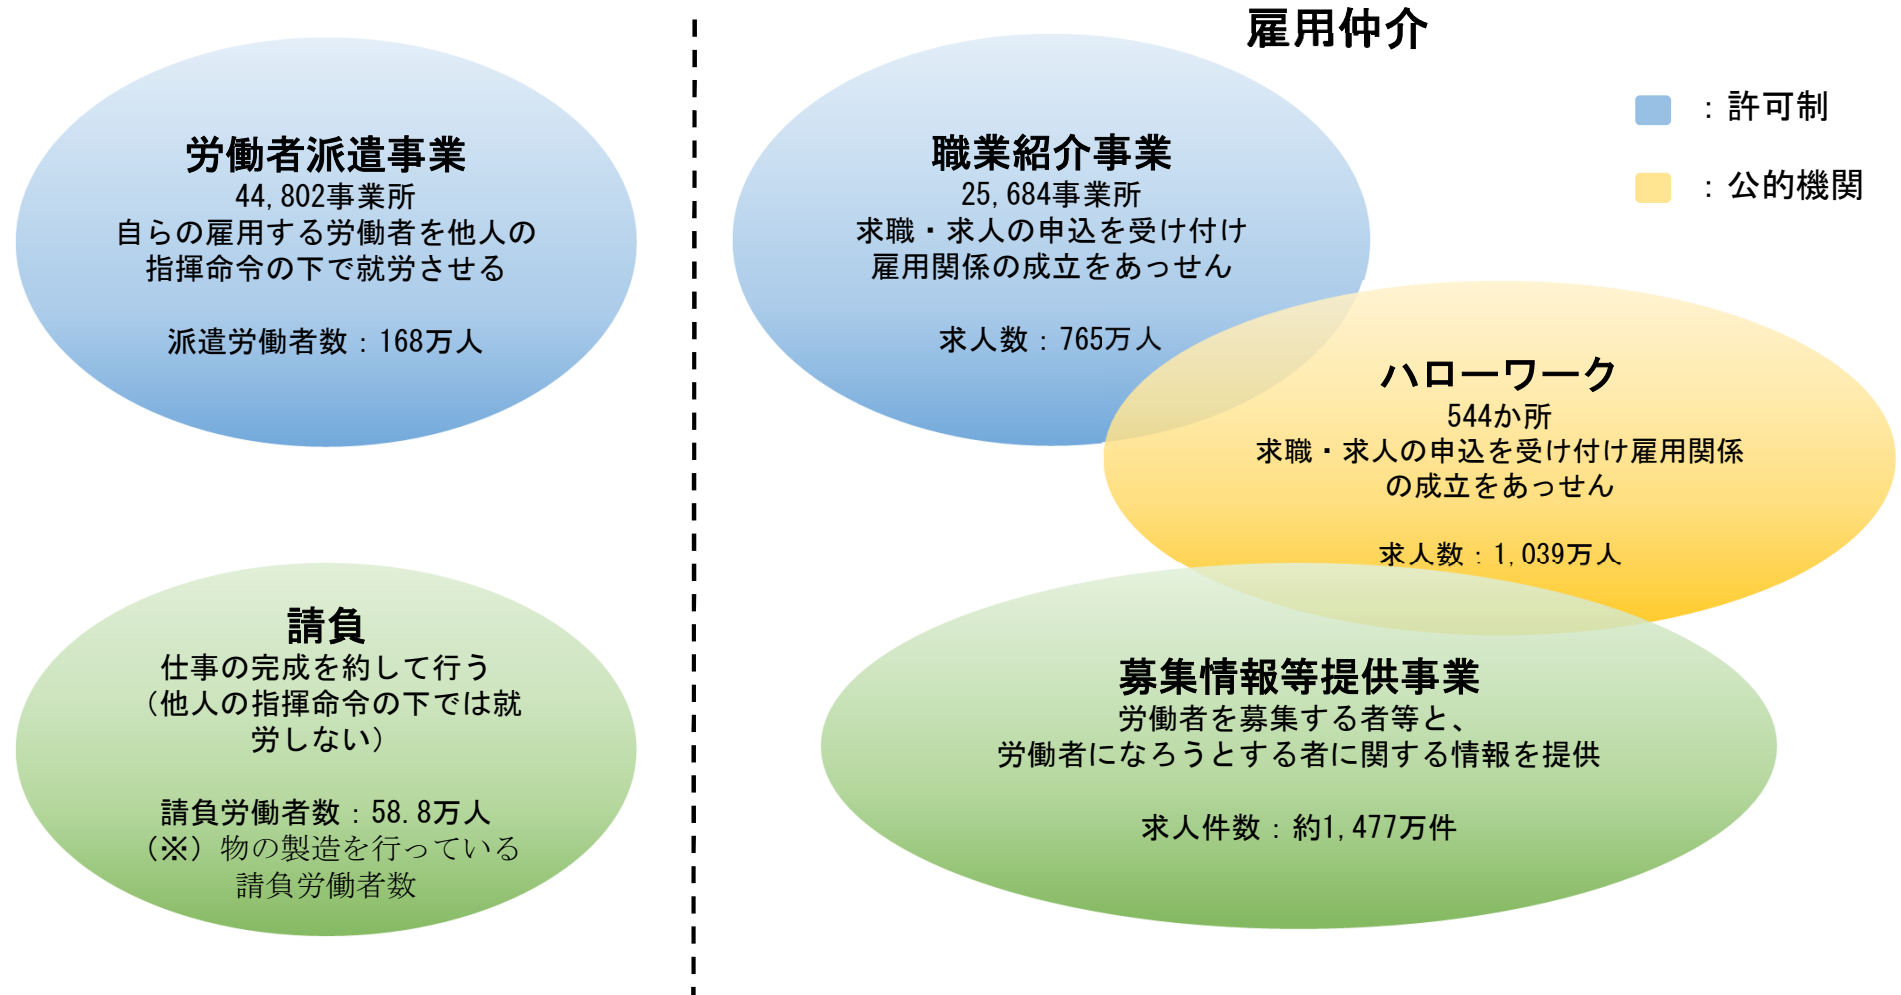 雇用仲介
：許可制
：公的機関
労働者派遣事業
44,802事業所
自らの雇用する労働者を他人の
指揮命令の下で就労させる
派遣労働者数：168万人
請負
仕事の完成を約して行う
（他人の指揮命令の下では就
労しない）
請負労働者数：58.8万人
（※）物の製造を行っている
請負労働者数
職業紹介事業
25,684事業所
求職・求人の申込を受け付け
雇用関係の成立をあっせん
求人数：765万人
ハローワーク
544か所
求職・求人の申込を受け付け雇用関係
の成立をあっせん
求人数：1,039万人
募集情報等提供事業
労働者を募集する者等と、
労働者になろうとする者に関する情報を提供
求人件数：約1,477万件